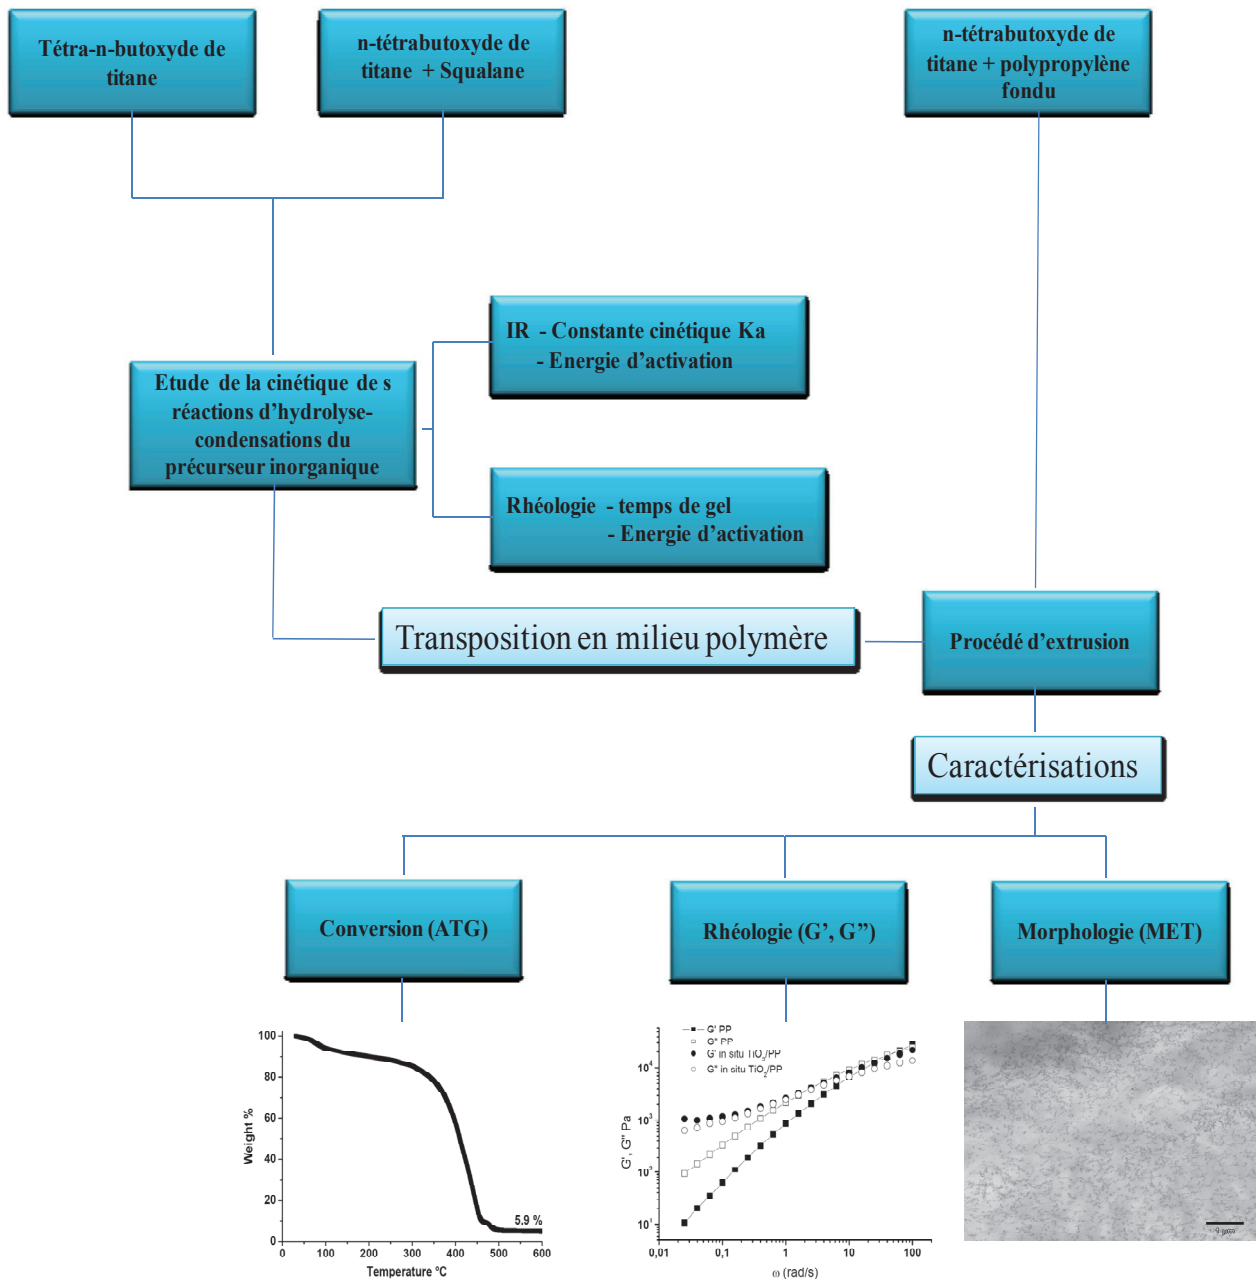 Tétra-n-butoxyde de
titane
n-tétrabutoxyde de
titane + Squalane
n-tétrabutoxyde de
titane + polypropylène
fondu
IR - Constante cinétique Ka
- Energie d’activation
Etude de la cinétique de s
réactions d’hydrolyse-
condensations du
précurseur inorganique
Rhéologie - temps de gel
- Energie d’activation
Transposition en milieu polymère
Procédé d’extrusion
Caractérisations
Conversion (ATG)
Rhéologie (G’, G”)
Morphologie (MET)
100
80
60
40
20
0
Weight %
5.9 %
0 100 200 300 400 500 600
Temperature °C
G' PP
G'' PP
G' in situ TiO₂/PP
G'' in situ TiO₂/PP
10⁴
10³
10²
10¹
G', G'' Pa
0,01 0,1 1 10 100
ω (rad/s)